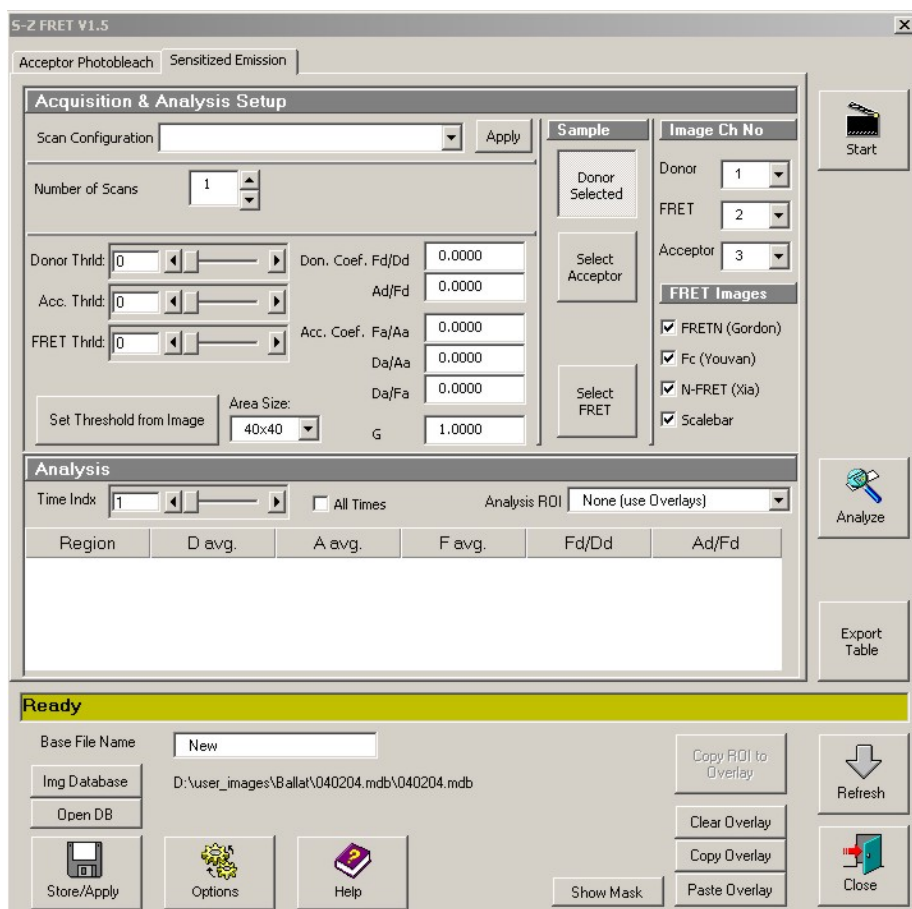 S-Z FRET V1.5
Acceptor Photobleach
Sensitized Emission
Acquisition & Analysis Setup
Scan Configuration
Apply
Number of Scans
1
Donor Thrld:
0
Acc. Thrld:
0
FRET Thrld:
0
Don. Coef. Fd/Dd
0.0000
Ad/Fd
0.0000
Acc. Coef. Fa/Aa
0.0000
Da/Aa
0.0000
Da/Fa
0.0000
G
1.0000
Set Threshold from Image
Area Size:
40x40
Sample
Donor
Selected
Select
Acceptor
Select
FRET
Image Ch No
Donor
1
FRET
2
Acceptor
3
FRET Images
FRETN (Gordon)
Fc (Youvan)
N-FRET (Xia)
Scalebar
Start
Analysis
Time Indx
1
All Times
Analysis ROI
None (use Overlays)
Region
D avg.
A avg.
F avg.
Fd/Dd
Ad/Fd
Analyze
Export
Table
Ready
Base File Name
New
Img Database
D:\user_images\Ballat\040204.mdb\040204.mdb
Open DB
Store/Apply
Options
Help
Show Mask
Copy ROI to
Overlay
Clear Overlay
Copy Overlay
Paste Overlay
Refresh
Close